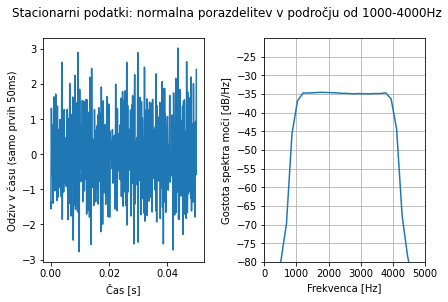 Stacionarni podatki: normalna porazdelitev v področju od 1000-4000Hz
Odziv v času (samo prvih 50ms)
3
2
1
0
−1
−2
−3
0.00 0.02 0.04
Čas [s]
Gostota spektra moči [dB/Hz]
−25
−30
−35
−40
−45
−50
−55
−60
−65
−70
−75
−80
0 1000 2000 3000 4000 5000
Frekvenca [Hz]